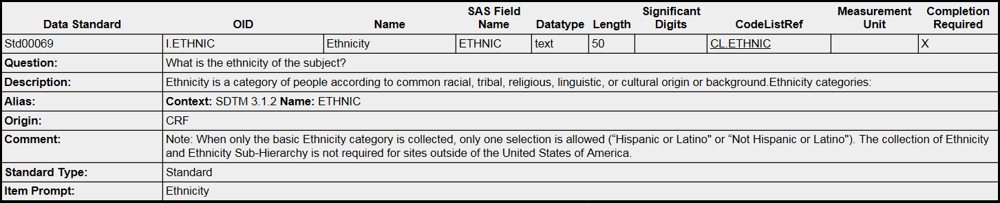 Data Standard OID Name SAS Field Name Datatype Length Significant Digits CodeListRef Measurement Unit Completion Required
Std00069 I.ETHNIC Ethnicity ETHNIC text 50 CL.ETHNIC X
Question: What is the ethnicity of the subject?
Description: Ethnicity is a category of people according to common racial, tribal, religious, linguistic, or cultural origin or background.Ethnicity categories:
Alias: Context: SDTM 3.1.2 Name: ETHNIC
Origin: CRF
Comment: Note: When only the basic Ethnicity category is collected, only one selection is allowed (“Hispanic or Latino" or “Not Hispanic or Latino"). The collection of Ethnicity
and Ethnicity Sub-Hierarchy is not required for sites outside of the United States of America.
Standard Type: Standard
Item Prompt: Ethnicity